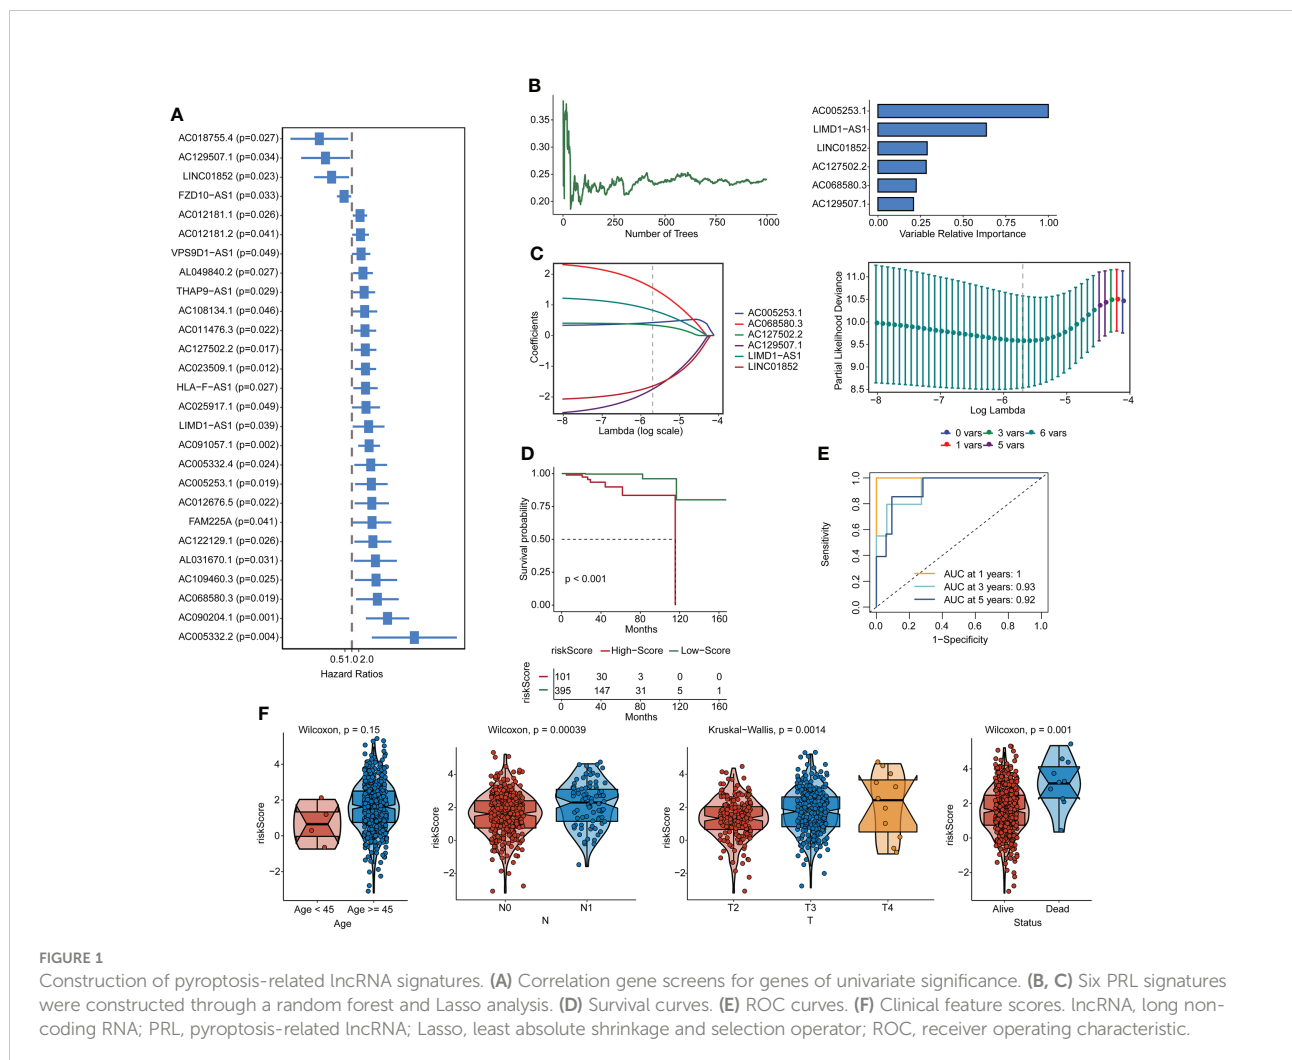 A
AC018755.4 (p=0.027)
AC129507.1 (p=0.034)
LINC01852 (p=0.023)
FZD10−AS1 (p=0.033)
AC012181.1 (p=0.026)
AC012181.2 (p=0.041)
VPS9D1−AS1 (p=0.049)
AL049840.2 (p=0.027)
THAP9−AS1 (p=0.029)
AC108134.1 (p=0.046)
AC011476.3 (p=0.022)
AC127502.2 (p=0.017)
AC023509.1 (p=0.012)
HLA−F−AS1 (p=0.027)
AC025917.1 (p=0.049)
LIMD1−AS1 (p=0.039)
AC091057.1 (p=0.002)
AC005332.4 (p=0.024)
AC005253.1 (p=0.019)
AC012676.5 (p=0.022)
FAM225A (p=0.041)
AC122129.1 (p=0.026)
AL031670.1 (p=0.031)
AC109460.3 (p=0.025)
AC068580.3 (p=0.019)
AC090204.1 (p=0.001)
AC005332.2 (p=0.004)
0.51.02.0
Hazard Ratios
B
0.35
0.30
0.25
0.20
0 250 500 750 1000
Number of Trees
AC005253.1
LIMD1−AS1
LINC01852
AC127502.2
AC068580.3
AC129507.1
0.00 0.25 0.50 0.75 1.00
Variable Relative Importance
C
Coefficients
2
1
0
−1
−2
−8 −7 −6 −5 −4
Lambda (log scale)
AC005253.1
AC068580.3
AC127502.2
AC129507.1
LIMD1−AS1
LINC01852
Partial Likelihood Deviance
11.0
10.5
10.0
9.5
9.0
8.5
−8 −7 −6 −5 −4
Log Lambda
0 vars 3 vars 6 vars
1 vars 5 vars
D
Survival probability
1.00
0.75
0.50
0.25
0.00
p < 0.001
0 40 80 120 160
Months
riskScore High−Score Low−Score
riskScore
101 30 3 0 0
395 147 31 5 1
0 40 80 120 160
Months
E
Sensitivity
1.0
0.8
0.6
0.4
0.2
0.0
AUC at 1 years: 1
AUC at 3 years: 0.93
AUC at 5 years: 0.92
0.0 0.2 0.4 0.6 0.8 1.0
1−Specificity
F
Wilcoxon, p = 0.15
riskScore
4
2
0
−2
Age < 45 Age >= 45
Age
Wilcoxon, p = 0.00039
riskScore
4
2
0
−2
N0 N1
N
Kruskal−Wallis, p = 0.0014
riskScore
4
2
0
−2
T2 T3 T4
T
Wilcoxon, p = 0.001
riskScore
4
2
0
−2
Alive Dead
Status
FIGURE 1
Construction of pyroptosis-related lncRNA signatures. (A) Correlation gene screens for genes of univariate significance. (B, C) Six PRL signatures
were constructed through a random forest and Lasso analysis. (D) Survival curves. (E) ROC curves. (F) Clinical feature scores. lncRNA, long non-
coding RNA; PRL, pyroptosis-related lncRNA; Lasso, least absolute shrinkage and selection operator; ROC, receiver operating characteristic.